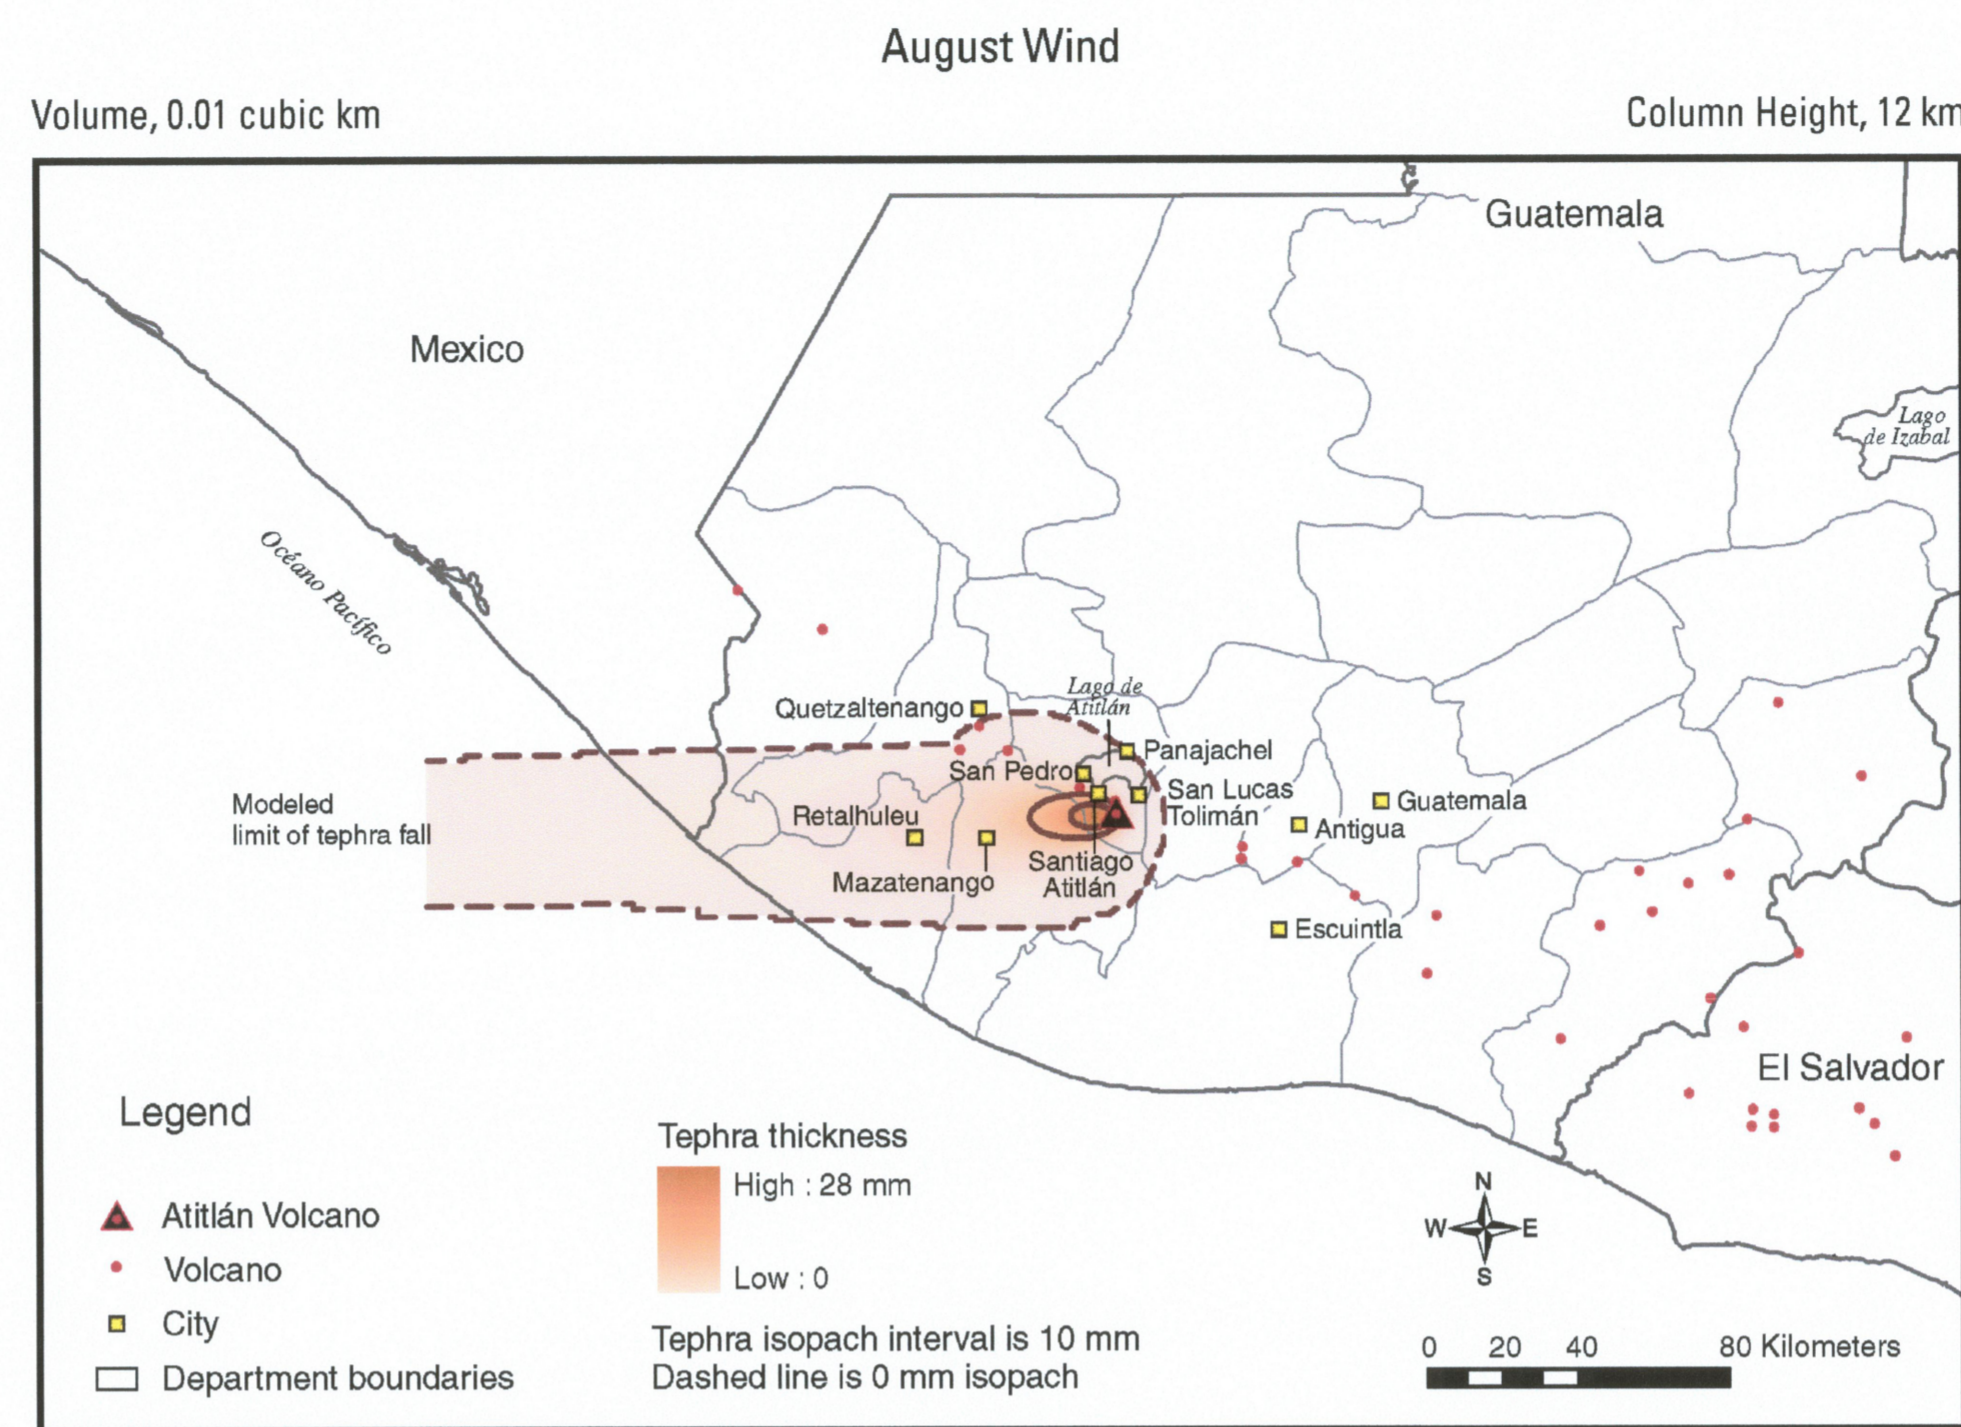 August Wind
Volume, 0.01 cubic km
Column Height, 12 km
Guatemala
Mexico
Lago
de Izabal
Océano Pacífico
Lago de
Atitlán
Quetzaltenango
Panajachel
San Pedro
San Lucas
Tolimán
Guatemala
Antigua
Modeled
limit of tephra fall
Retalhuleu
Mazatenango
Santiago
Atitlán
Escuintla
El Salvador
Legend
Atitlán Volcano
Volcano
City
Department boundaries
Tephra thickness
High : 28 mm
Low : 0
Tephra isopach interval is 10 mm
Dashed line is 0 mm isopach
N
W E
S
0 20 40 80 Kilometers